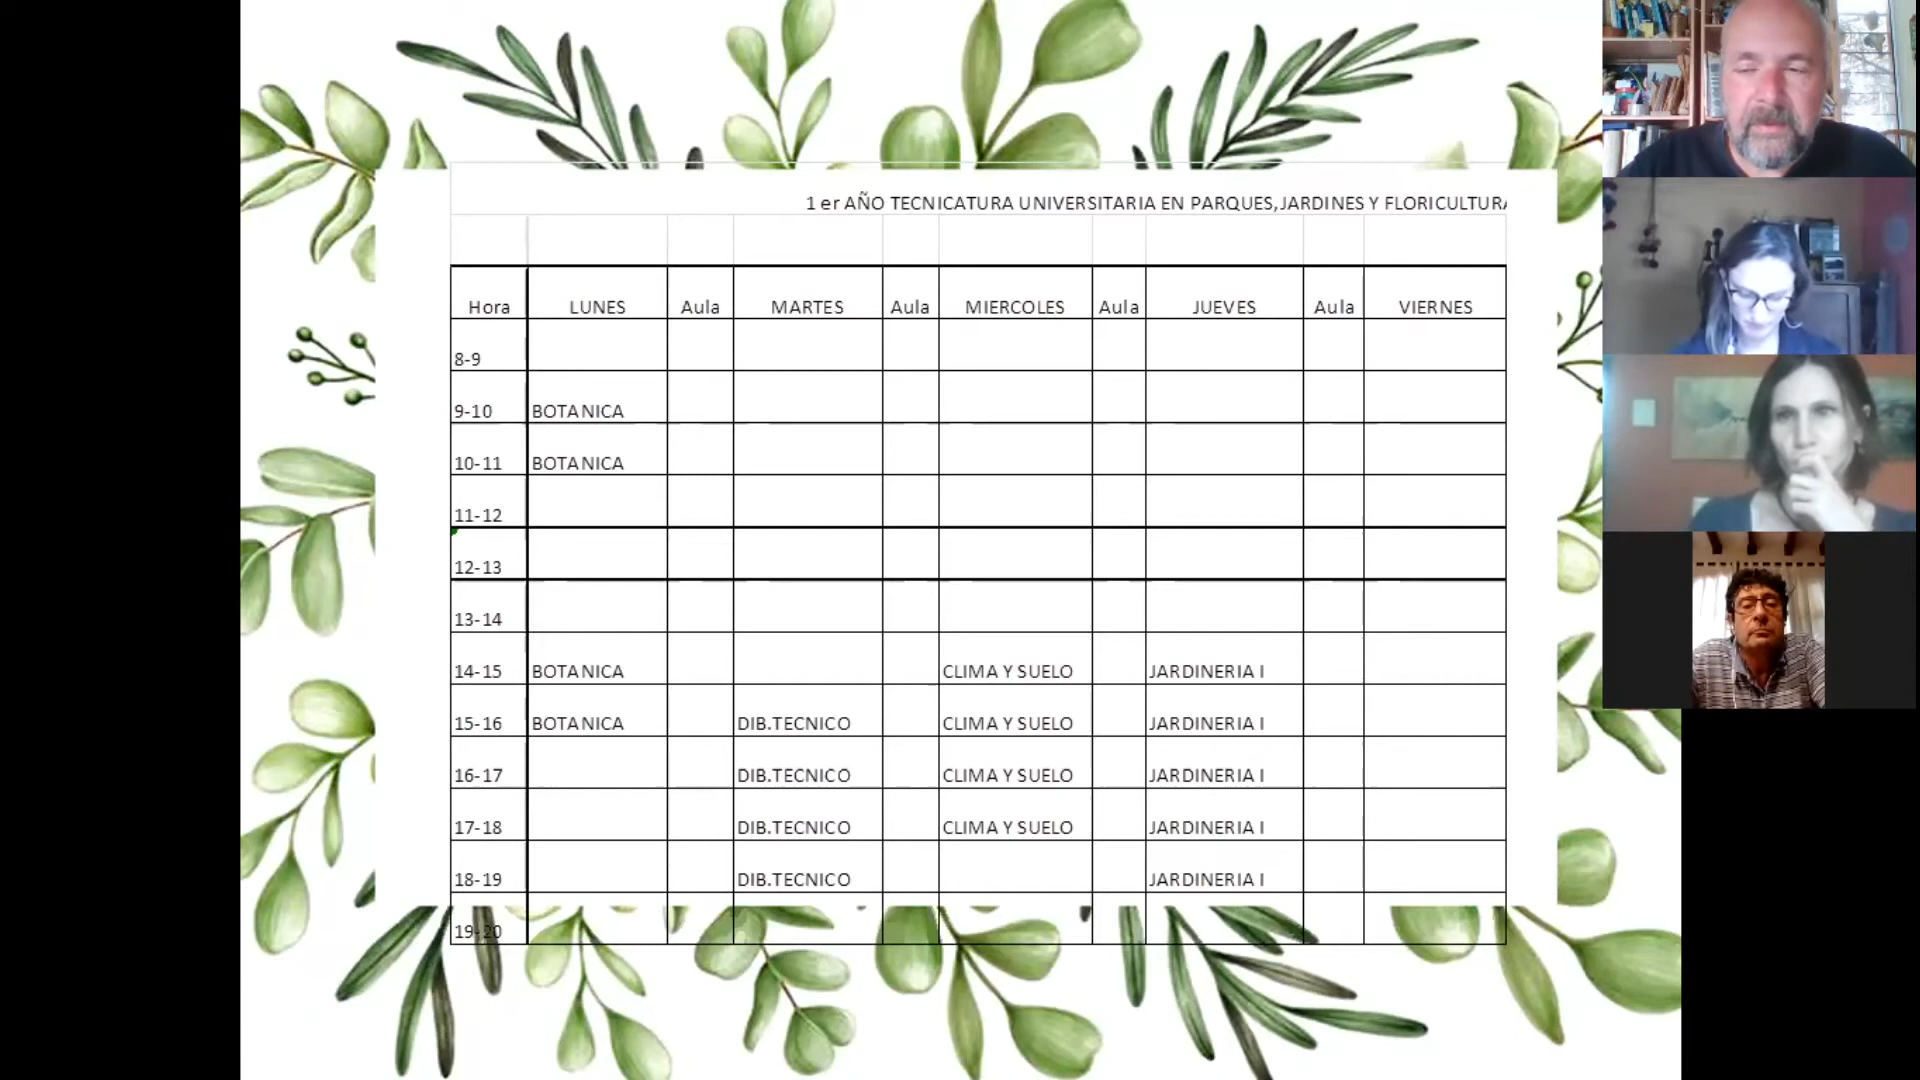 1 er AÑO TECNICATURA UNIVERSITARIA EN PARQUES,JARDINES Y FLORICULTURA
Hora LUNES Aula MARTES Aula MIERCOLES Aula JUEVES Aula VIERNES
8-9
9-10 BOTANICA
10-11 BOTANICA
11-12
12-13
13-14
14-15 BOTANICA CLIMA Y SUELO JARDINERIA I
15-16 BOTANICA DIB.TECNICO CLIMA Y SUELO JARDINERIA I
16-17 DIB.TECNICO CLIMA Y SUELO JARDINERIA I
17-18 DIB.TECNICO CLIMA Y SUELO JARDINERIA I
18-19 DIB.TECNICO JARDINERIA I
19-20